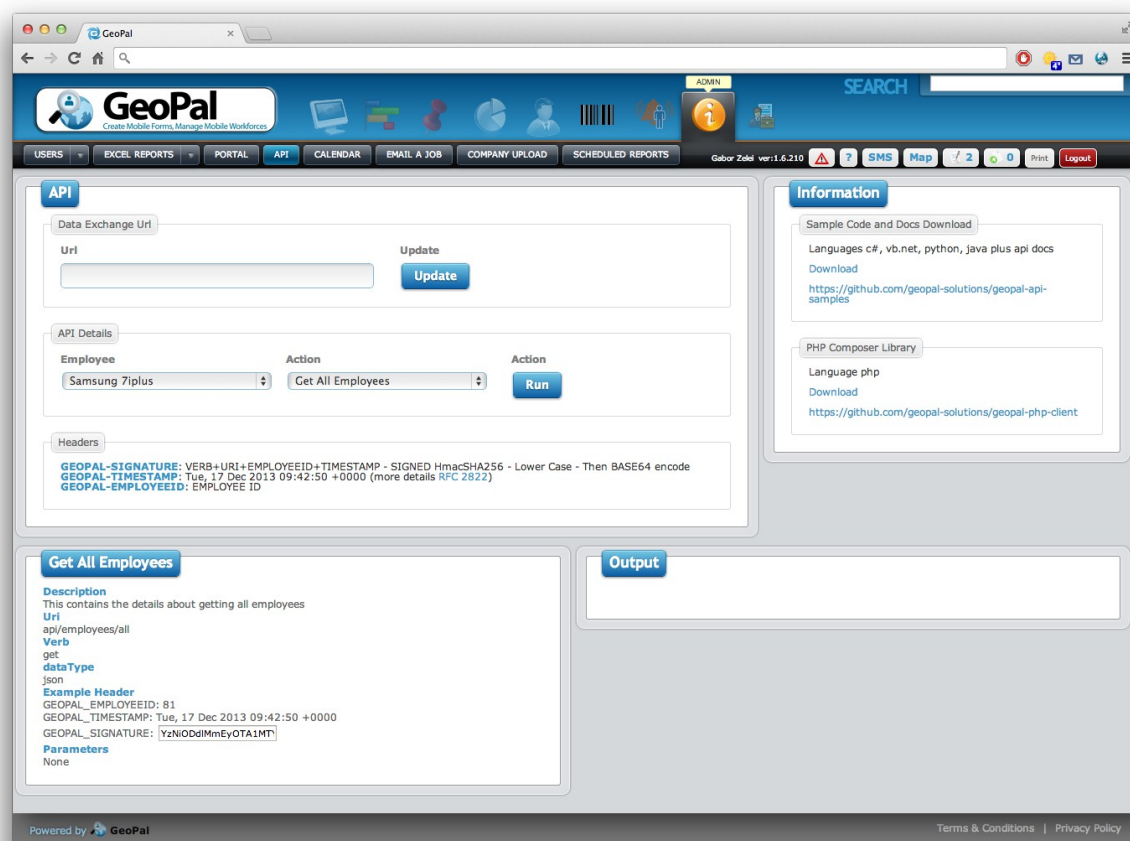 GeoPal
ADMIN
SEARCH
GeoPal
Create Mobile Forms, Manage Mobile Workforces
USERS EXCEL REPORTS PORTAL API CALENDAR EMAIL A JOB COMPANY UPLOAD SCHEDULED REPORTS Gabor Zelei ver:1.6.210 ? SMS Map 2 0 Print Logout
API
Data Exchange Url
Url Update
Update
API Details
Employee Action Action
Samsung 7iplus Get All Employees Run
Headers
GEOPAL-SIGNATURE: VERB+URI+EMPLOYEEID+TIMESTAMP - SIGNED HmacSHA256 - Lower Case - Then BASE64 encode
GEOPAL-TIMESTAMP: Tue, 17 Dec 2013 09:42:50 +0000 (more details RFC 2822)
GEOPAL-EMPLOYEEID: EMPLOYEE ID
Information
Sample Code and Docs Download
Languages c#, vb.net, python, java plus api docs
Download
https://github.com/geopal-solutions/geopal-api-
samples
PHP Composer Library
Language php
Download
https://github.com/geopal-solutions/geopal-php-client
Get All Employees
Description
This contains the details about getting all employees
Uri
api/employees/all
Verb
get
dataType
json
Example Header
GEOPAL_EMPLOYEEID: 81
GEOPAL_TIMESTAMP: Tue, 17 Dec 2013 09:42:50 +0000
GEOPAL_SIGNATURE:
Parameters
None
Output
Powered by GeoPal
Terms & Conditions | Privacy Policy